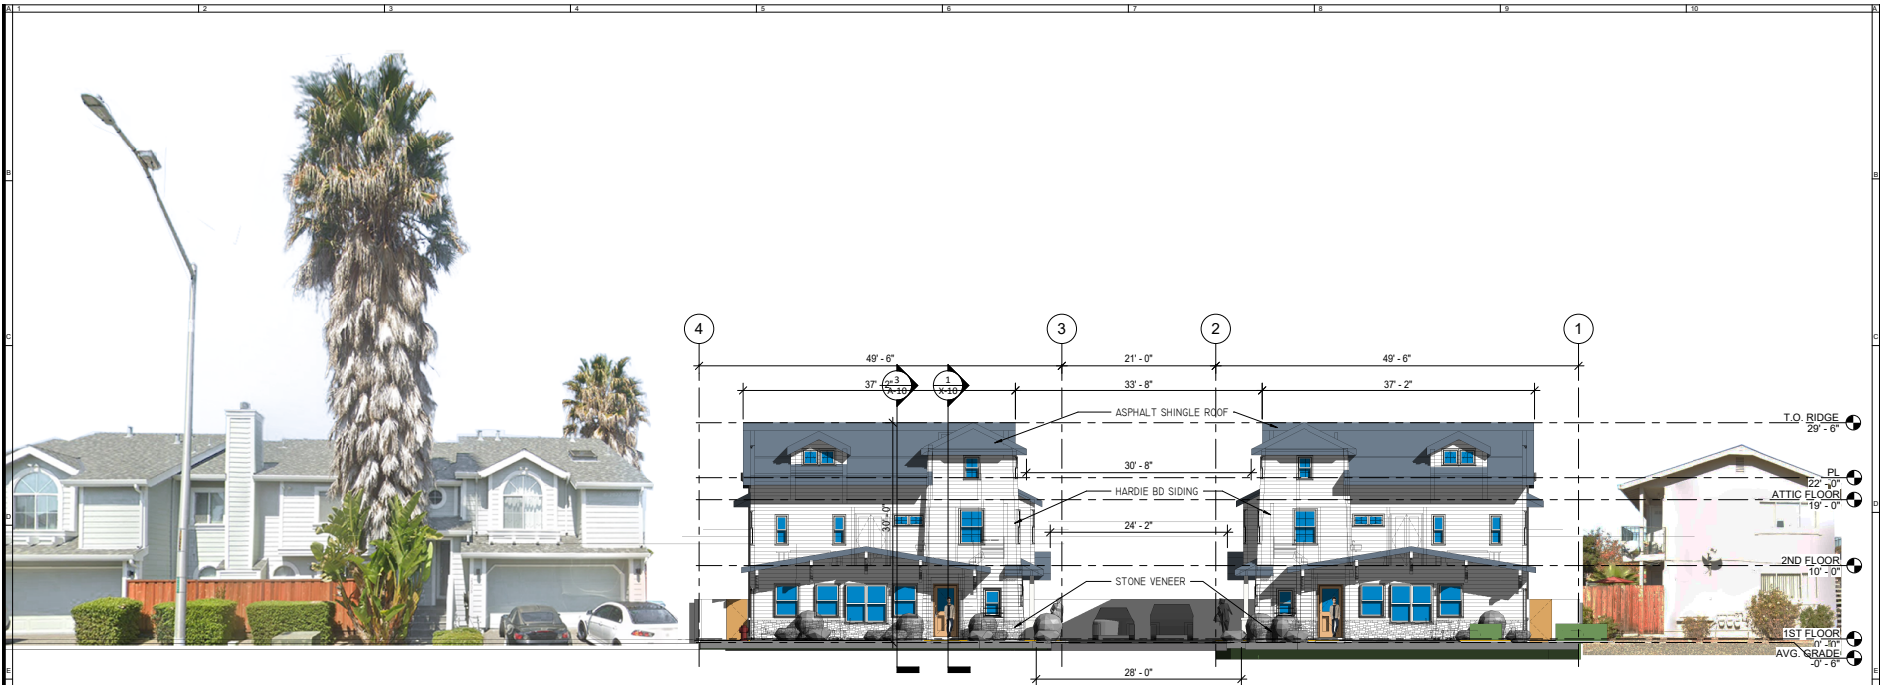 A 1 2 3 4 5 6 7 8 9 10 A
B B
C C
D D
E E
4 3 2 1
49' - 6" 21' - 0" 49' - 6"
37' - 2" 33' - 8" 37' - 2"
3
A-10
1
ASPHALT SHINGLE ROOF
T.O. RIDGE
29' - 6"
30' - 8"
PL
22' - 0"
HARDIE BD SIDING
ATTIC FLOOR
19' - 0"
30' - 0"
24' - 2"
2ND FLOOR
10' - 0"
STONE VENEER
1ST FLOOR
0' - 0"
AVG. GRADE
-0' - 6"
28' - 0"